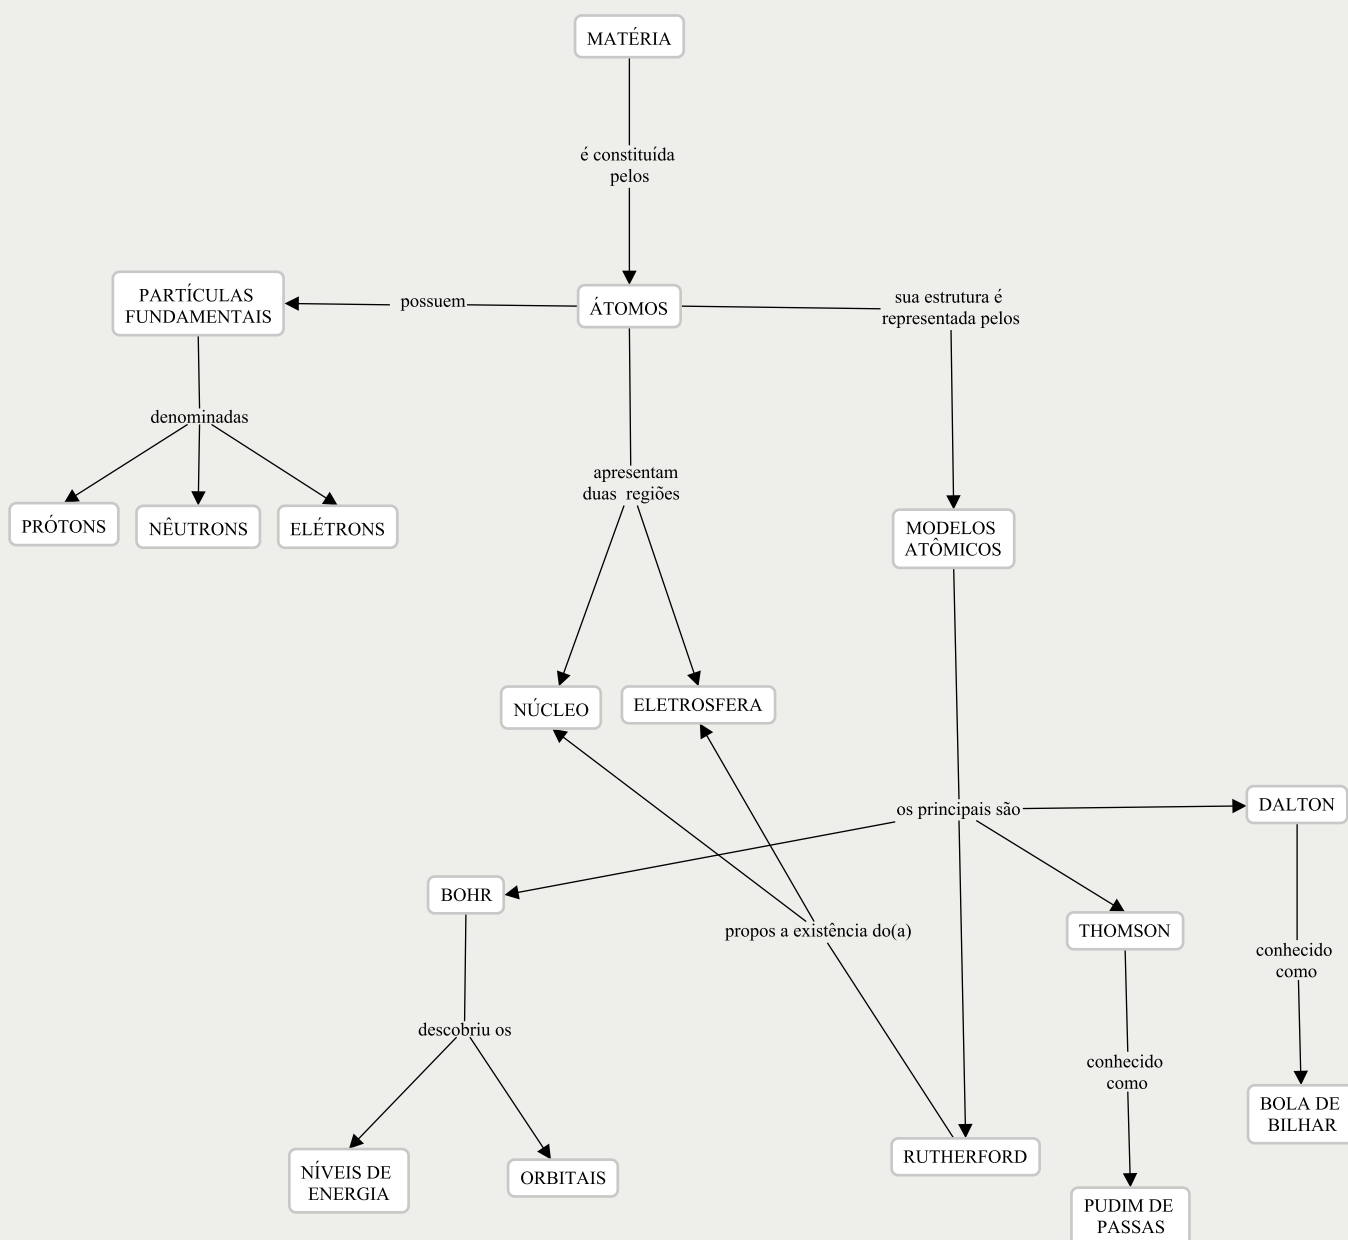 MATÉRIA
é constituída
pelos
PARTÍCULAS
FUNDAMENTAIS
possuem
ÁTOMOS
sua estrutura é
representada pelos
denominadas
PRÓTONS
NÊUTRONS
ELÉTRONS
apresentam
duas regiões
MODELOS
ATÔMICOS
NÚCLEO
ELETROSFERA
os principais são
DALTON
BOHR
propos a existência do(a)
THOMSON
conhecido
como
descobriu os
conhecido
como
BOLA DE
BILHAR
NÍVEIS DE
ENERGIA
ORBITAIS
RUTHERFORD
PUDIM DE
PASSAS